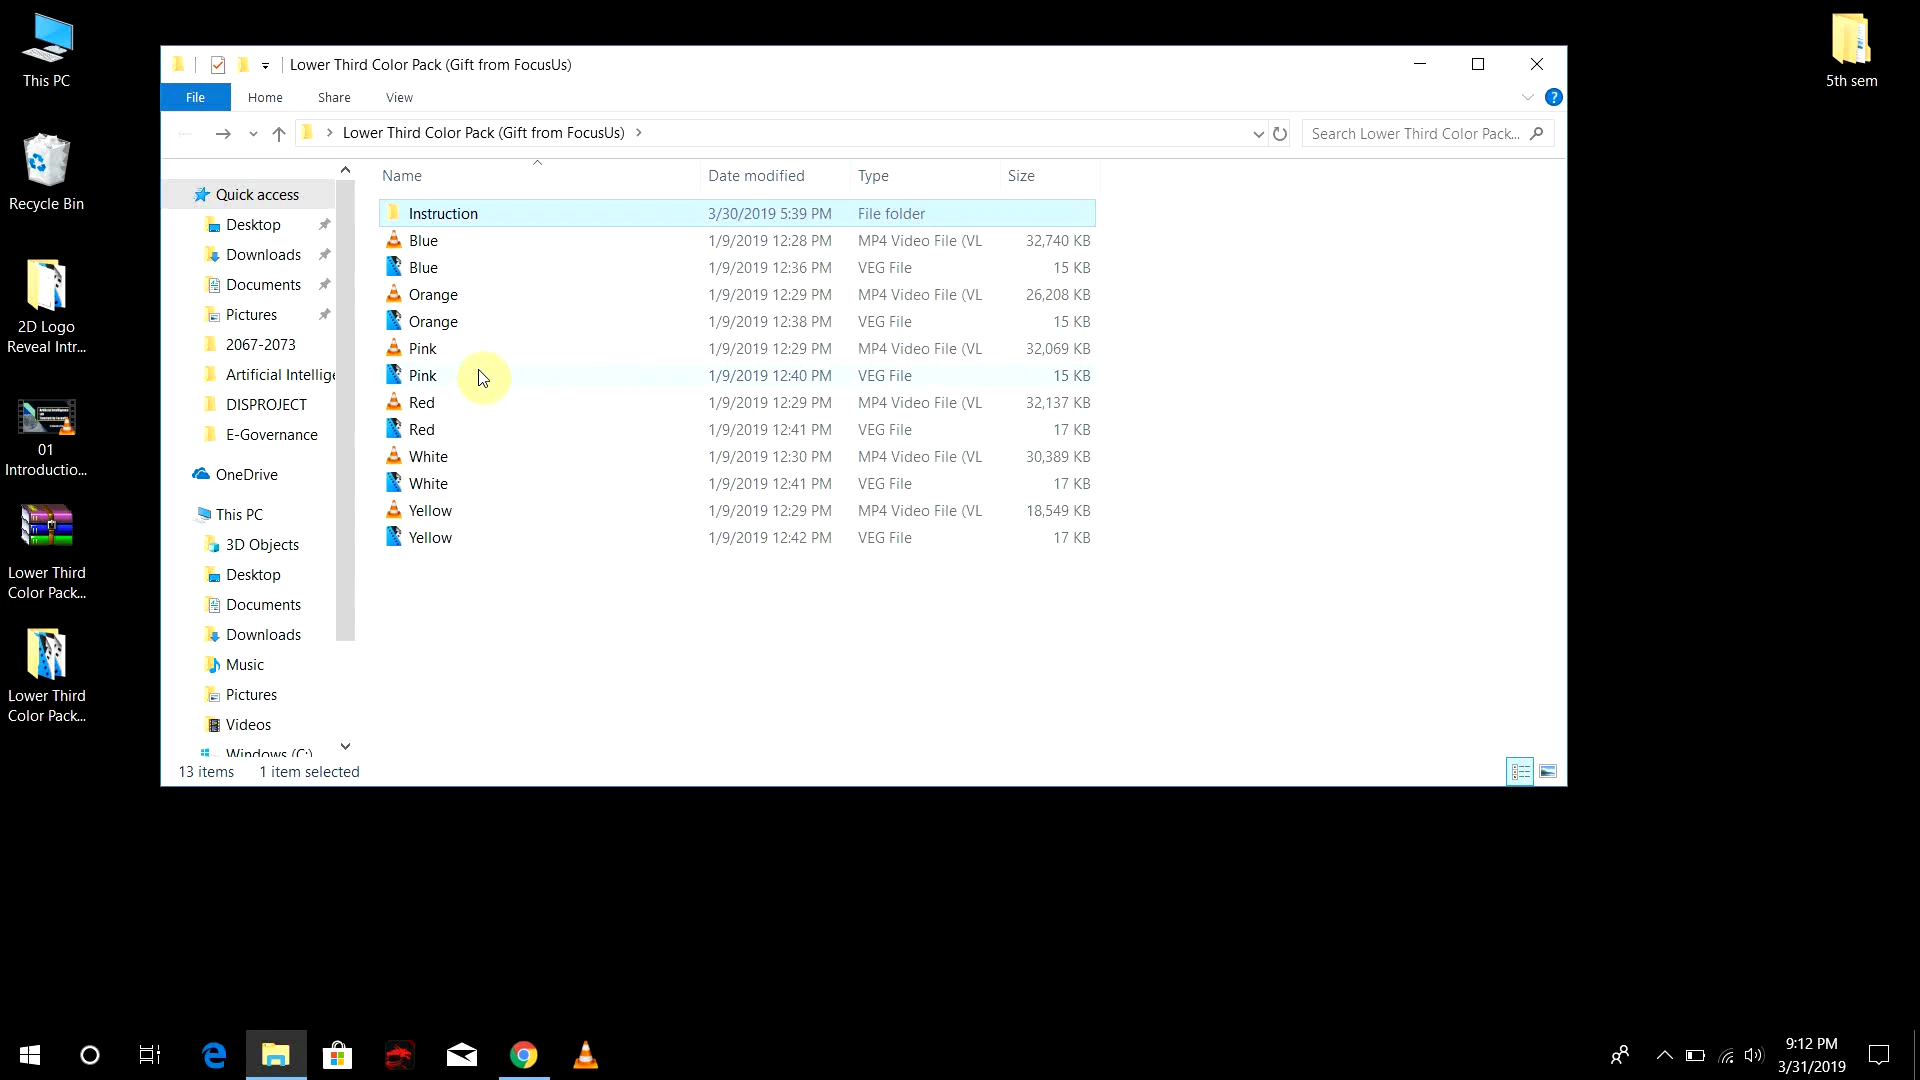 This PC
Recycle Bin
2D Logo
Reveal Intr...
01
Introductio...
Lower Third
Color Pack...
Lower Third
Color Pack...
5th sem
Lower Third Color Pack (Gift from FocusUs)
File Home Share View
?
Lower Third Color Pack (Gift from FocusUs)
Search Lower Third Color Pack...
Quick access
Desktop
Downloads
Documents
Pictures
2067-2073
Artificial Intellige
DISPROJECT
E-Governance
OneDrive
This PC
3D Objects
Desktop
Documents
Downloads
Music
Pictures
Videos
Windows (C:)
Name Date modified Type Size
Instruction 3/30/2019 5:39 PM File folder
Blue 1/9/2019 12:28 PM MP4 Video File (VL 32,740 KB
Blue 1/9/2019 12:36 PM VEG File 15 KB
Orange 1/9/2019 12:29 PM MP4 Video File (VL 26,208 KB
Orange 1/9/2019 12:38 PM VEG File 15 KB
Pink 1/9/2019 12:29 PM MP4 Video File (VL 32,069 KB
Pink 1/9/2019 12:40 PM VEG File 15 KB
Red 1/9/2019 12:29 PM MP4 Video File (VL 32,137 KB
Red 1/9/2019 12:41 PM VEG File 17 KB
White 1/9/2019 12:30 PM MP4 Video File (VL 30,389 KB
White 1/9/2019 12:41 PM VEG File 17 KB
Yellow 1/9/2019 12:29 PM MP4 Video File (VL 18,549 KB
Yellow 1/9/2019 12:42 PM VEG File 17 KB
13 items 1 item selected
9:12 PM
3/31/2019